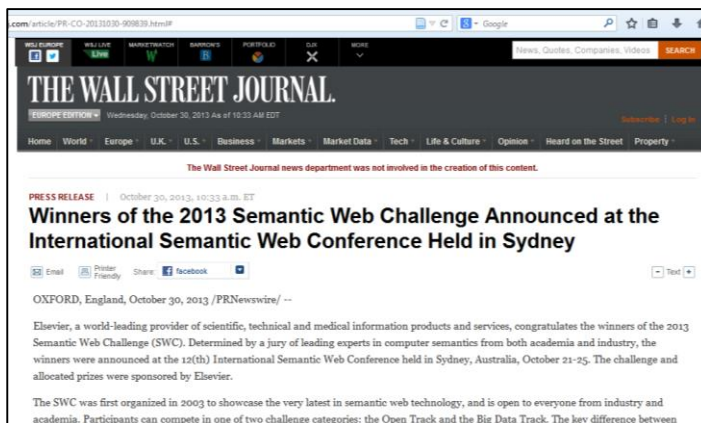 .com/article/PR-CO-20131030-909839.html#
Google
WSJ EUROPE
WSJ LIVE
MARKETWATCH
BARRON'S
PORTFOLIO
DJX
MORE
Live
News, Quotes, Companies, Videos
SEARCH
THE WALL STREET JOURNAL.
EUROPE EDITION Wednesday, October 30, 2013 As of 10:33 AM EDT
Subscribe | Log In
Home World Europe U.K. U.S. Business Markets Market Data Tech Life & Culture Opinion Heard on the Street Property
The Wall Street Journal news department was not involved in the creation of this content.
PRESS RELEASE | October 30, 2013, 10:33 a.m. ET
Winners of the 2013 Semantic Web Challenge Announced at the
International Semantic Web Conference Held in Sydney
Email Printer Friendly Share: facebook
- Text +
OXFORD, England, October 30, 2013 /PRNewswire/ --
Elsevier, a world-leading provider of scientific, technical and medical information products and services, congratulates the winners of the 2013
Semantic Web Challenge (SWC). Determined by a jury of leading experts in computer semantics from both academia and industry, the
winners were announced at the 12(th) International Semantic Web Conference held in Sydney, Australia, October 21-25. The challenge and
allocated prizes were sponsored by Elsevier.
The SWC was first organized in 2003 to showcase the very latest in semantic web technology, and is open to everyone from industry and
academia. Participants can compete in one of two challenge categories: the Open Track and the Big Data Track. The key difference between